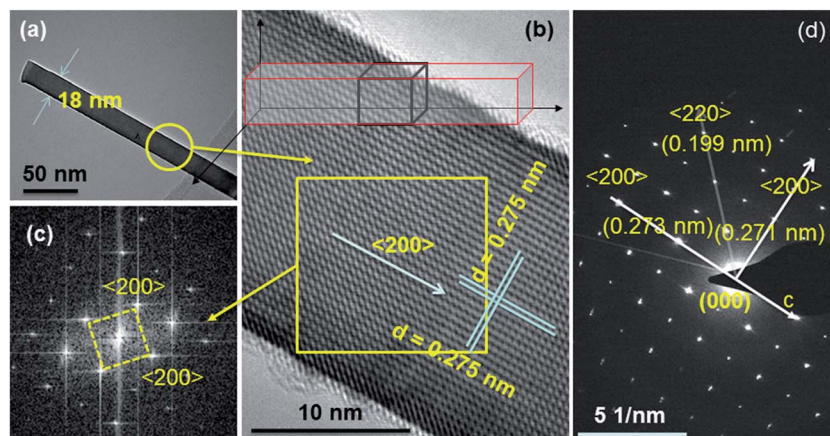 (a)
18 nm
50 nm
(b)
<200>
d = 0.275 nm
d = 0.275 nm
10 nm
(c)
<200>
<200>
(d)
<220>
(0.199 nm)
<200>
<200>
(0.273 nm)
(0.271 nm)
(000)
c
5 1/nm